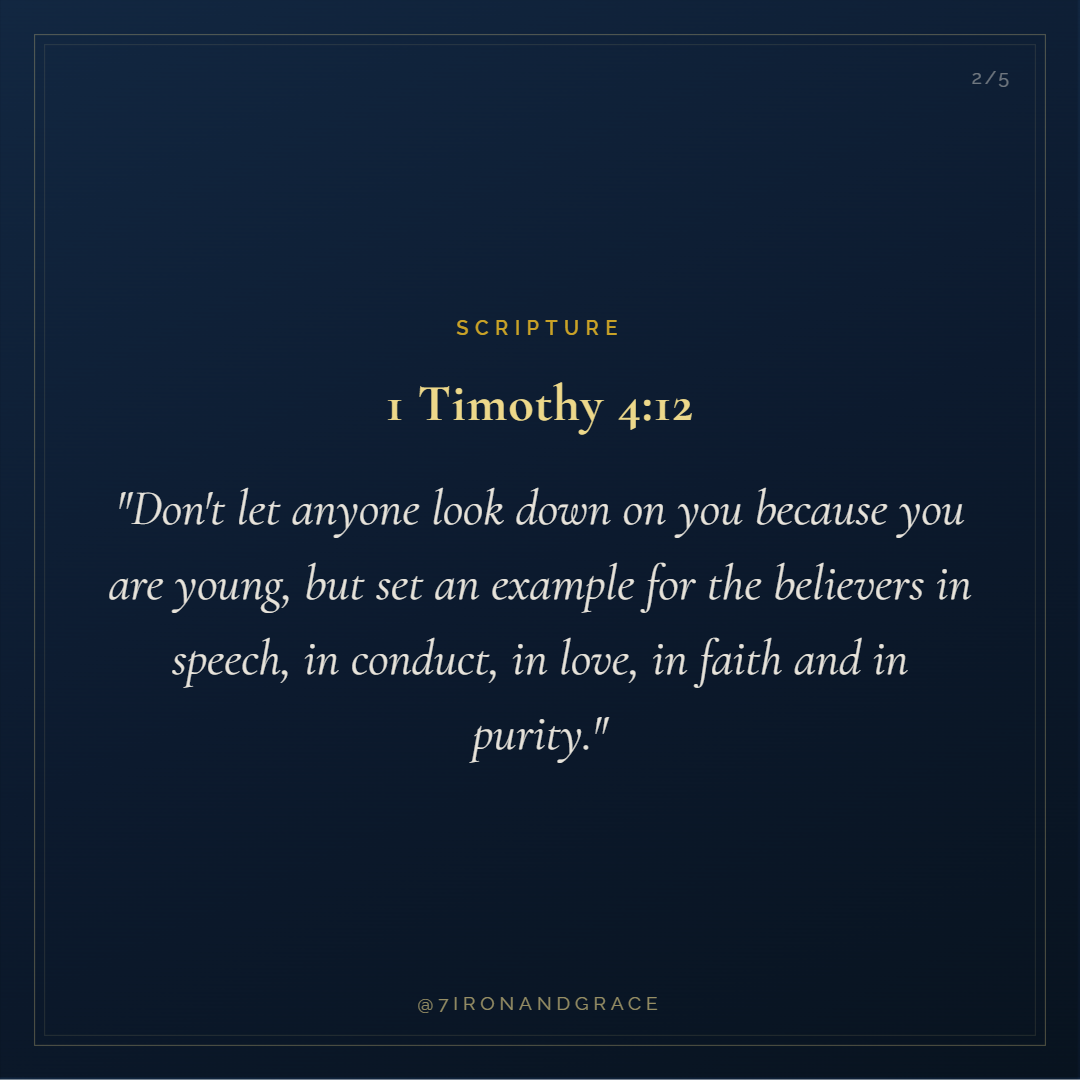 2/5
SCRIPTURE
1 Timothy 4:12
"Don't let anyone look down on you because you
are young, but set an example for the believers in
speech, in conduct, in love, in faith and in
purity."
@7IRONANDGRACE